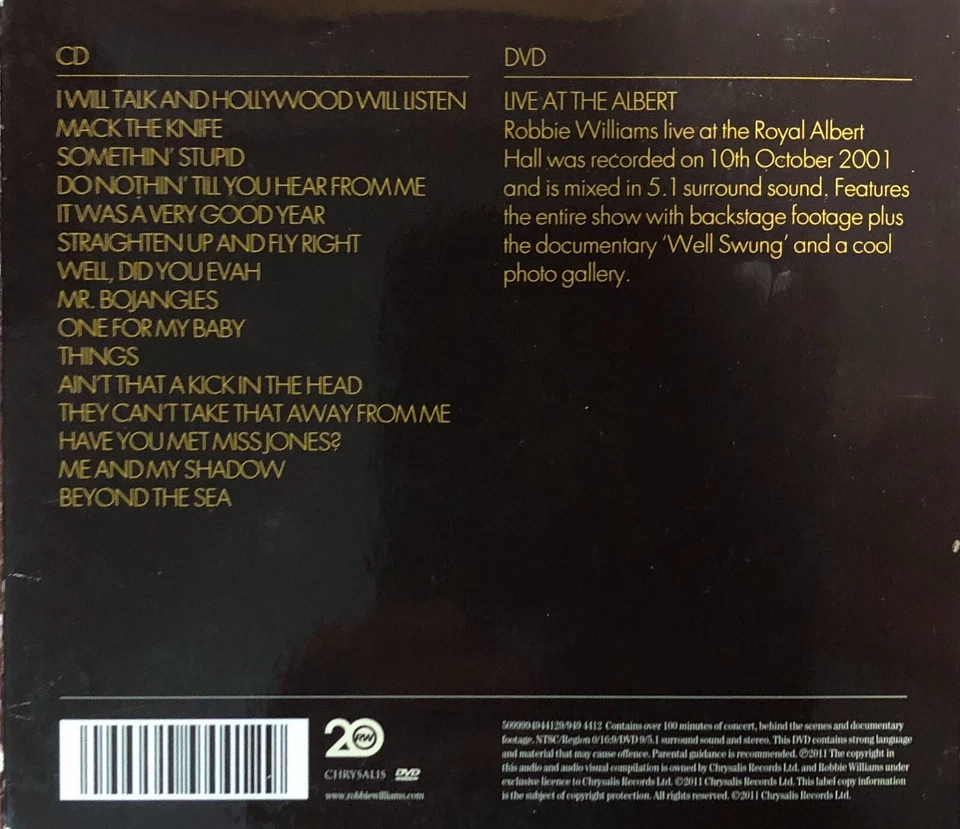 CD
I WILL TALK AND HOLLYWOOD WILL LISTEN
MACK THE KNIFE
SOMETHIN' STUPID
DO NOTHIN' TILL YOU HEAR FROM ME
IT WAS A VERY GOOD YEAR
STRAIGHTEN UP AND FLY RIGHT
WELL, DID YOU EVAH
MR. BOJANGLES
ONE FOR MY BABY
THINGS
AIN'T THAT A KICK IN THE HEAD
THEY CAN'T TAKE THAT AWAY FROM ME
HAVE YOU MET MISS JONES?
ME AND MY SHADOW
BEYOND THE SEA
DVD
LIVE AT THE ALBERT
Robbie Williams live at the Royal Albert
Hall was recorded on 10th October 2001
and is mixed in 5.1 surround sound. Features
the entire show with backstage footage plus
the documentary 'Well Swung' and a cool
photo gallery.
20 RW
CHRYSALIS DVD
www.robbiewilliams.com
5099994944129/949 4412 Contains over 100 minutes of concert, behind the scenes and documentary
footage. NTSC/Region 0/16:9/DVD 9/5.1 surround sound and stereo. This DVD contains strong language
and material that may cause offence. Parental guidance is recommended. ℗2011 The copyright in
this audio and audio visual compilation is owned by Chrysalis Records Ltd. and Robbie Williams under
exclusive licence to Chrysalis Records Ltd. ©2011 Chrysalis Records Ltd. This label copy information
is the subject of copyright protection. All rights reserved. ©2011 Chrysalis Records Ltd.